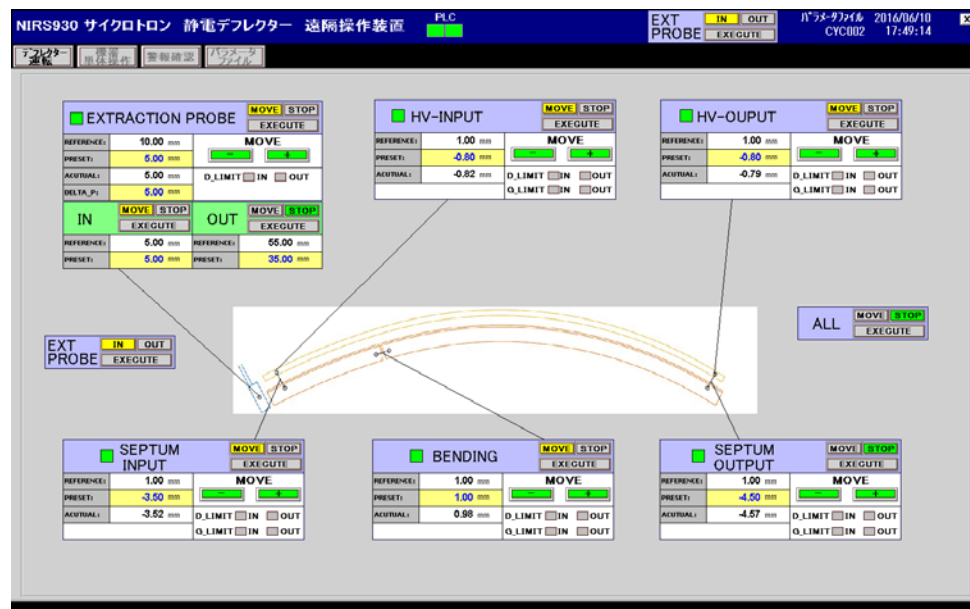 NIRS930 サイクロトロン 静電デフレクター 遠隔操作装置
PLC
EXT PROBE
IN OUT
EXECUTE
パラメータファイル 2016/06/10
CYC002 17:49:14
デフレクター運転
標準単体操作
警報確認
パラメータファイル
EXTRACTION PROBE
MOVE STOP
EXECUTE
REFERENCE: 10.00 mm
MOVE
PRESET: 5.00 mm
- +
ACUTUAL: 5.00 mm
D_LIMIT IN OUT
DELTA_P: 5.00 mm
IN
MOVE STOP
EXECUTE
OUT
MOVE STOP
EXECUTE
REFERENCE: 5.00 mm
REFERENCE: 55.00 mm
PRESET: 5.00 mm
PRESET: 35.00 mm
HV-INPUT
MOVE STOP
EXECUTE
REFERENCE: 1.00 mm
MOVE
PRESET: -0.80 mm
- +
ACUTUAL: -0.82 mm
D_LIMIT IN OUT
O_LIMIT IN OUT
HV-OUPUT
MOVE STOP
EXECUTE
REFERENCE: 1.00 mm
MOVE
PRESET: -0.80 mm
- +
ACUTUAL: -0.79 mm
D_LIMIT IN OUT
O_LIMIT IN OUT
ALL
MOVE STOP
EXECUTE
EXT PROBE
IN OUT
EXECUTE
SEPTUM INPUT
MOVE STOP
EXECUTE
REFERENCE: 1.00 mm
MOVE
PRESET: -3.50 mm
- +
ACUTUAL: -3.52 mm
D_LIMIT IN OUT
O_LIMIT IN OUT
BENDING
MOVE STOP
EXECUTE
REFERENCE: 1.00 mm
MOVE
PRESET: 1.00 mm
- +
ACUTUAL: 0.98 mm
D_LIMIT IN OUT
O_LIMIT IN OUT
SEPTUM OUTPUT
MOVE STOP
EXECUTE
REFERENCE: 1.00 mm
MOVE
PRESET: -4.50 mm
- +
ACUTUAL: -4.57 mm
D_LIMIT IN OUT
O_LIMIT IN OUT